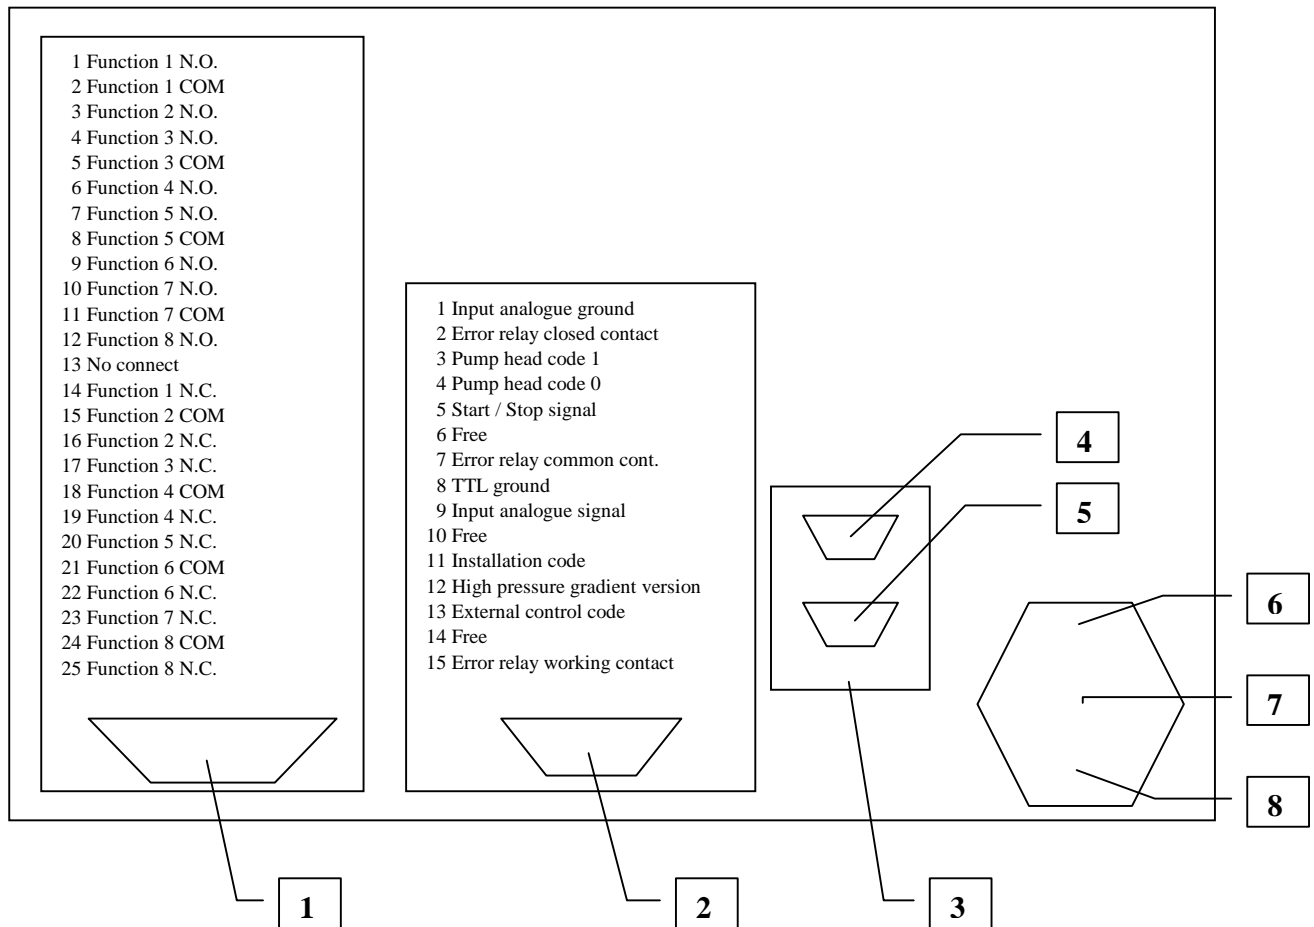 1 Function 1 N.O.
2 Function 1 COM
3 Function 2 N.O.
4 Function 3 N.O.
5 Function 3 COM
6 Function 4 N.O.
7 Function 5 N.O.
8 Function 5 COM
9 Function 6 N.O.
10 Function 7 N.O.
11 Function 7 COM
12 Function 8 N.O.
13 No connect
14 Function 1 N.C.
15 Function 2 COM
16 Function 2 N.C.
17 Function 3 N.C.
18 Function 4 COM
19 Function 4 N.C.
20 Function 5 N.C.
21 Function 6 COM
22 Function 6 N.C.
23 Function 7 N.C.
24 Function 8 COM
25 Function 8 N.C.
1 Input analogue ground
2 Error relay closed contact
3 Pump head code 1
4 Pump head code 0
5 Start / Stop signal
6 Free
7 Error relay common cont.
8 TTL ground
9 Input analogue signal
10 Free
11 Installation code
12 High pressure gradient version
13 External control code
14 Free
15 Error relay working contact
4
5
6
7
8
1
2
3